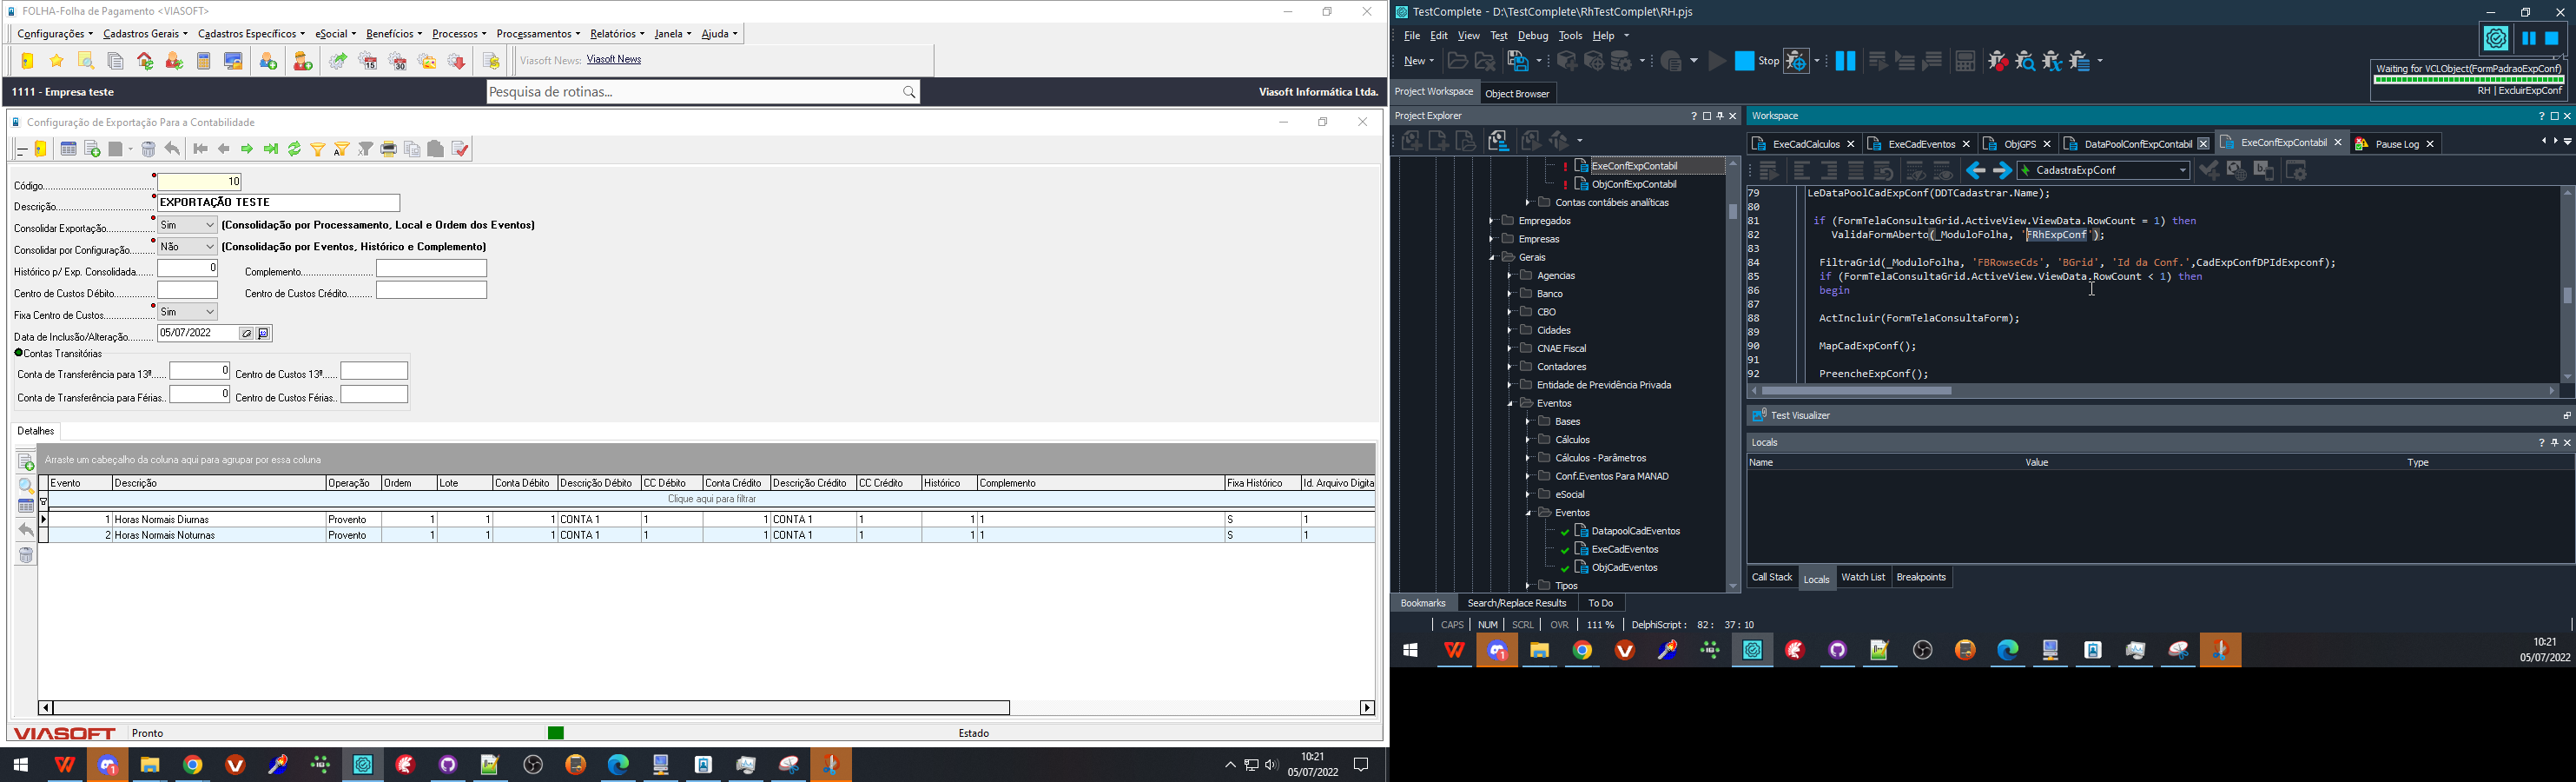 FOLHA-Folha de Pagamento <VIASOFT>
Configurações Cadastros Gerais Cadastros Específicos eSocial Benefícios Processos Processamentos Relatórios Janela Ajuda
Viasoft News: Viasoft News
1111 - Empresa teste
Pesquisa de rotinas...
Viasoft Informática Ltda.
Configuração de Exportação Para a Contabilidade
Código 10
Descrição EXPORTAÇÃO TESTE
Consolidar Exportação Sim (Consolidação por Processamento, Local e Ordem dos Eventos)
Consolidar por Configuração Não (Consolidação por Eventos, Histórico e Complemento)
Histórico p/ Exp. Consolidada 0 Complemento
Centro de Custos Débito Centro de Custos Crédito
Fixa Centro de Custos Sim
Data de Inclusão/Alteração 05/07/2022
Contas Transitórias
Conta de Transferência para 13º 0 Centro de Custos 13º
Conta de Transferência para Férias 0 Centro de Custos Férias
Detalhes
Arraste um cabeçalho da coluna aqui para agrupar por essa coluna
Evento Descrição Operação Ordem Lote Conta Débito Descrição Débito CC Débito Conta Crédito Descrição Crédito CC Crédito Histórico Complemento Fixa Histórico Id. Arquivo Digita
Clique aqui para filtrar
1 Horas Normais Diurnas Provento 1 1 1 CONTA 1 1 1 CONTA 1 1 1 1 S 1
2 Horas Normais Noturnas Provento 1 1 1 CONTA 1 1 1 CONTA 1 1 1 1 S 1
VIASOFT Pronto Estado
10:21
05/07/2022
TestComplete - D:\TestComplete\RhTestComplet\RH.pjs
File Edit View Test Debug Tools Help
New Stop
Waiting for VCLObject(FormPadraoExpConf)
RH | ExcluirExpConf
Project Workspace Object Browser
Project Explorer
ExeConfExpContabil
ObjConfExpContabil
Contas contábeis analíticas
Empregados
Empresas
Gerais
Agencias
Banco
CBO
Cidades
CNAE Fiscal
Contadores
Entidade de Previdência Privada
Eventos
Bases
Cálculos
Cálculos - Parâmetros
Conf.Eventos Para MANAD
eSocial
Eventos
DatapoolCadEventos
ExeCadEventos
ObjCadEventos
Tipos
Workspace
ExeCadCalculos ExeCadEventos ObjGPS DataPoolConfExpContabil ExeConfExpContabil Pause Log
CadastraExpConf
79 LeDataPoolCadExpConf(DDTCadastrar.Name);
80
81 if (FormTelaConsultaGrid.ActiveView.ViewData.RowCount = 1) then
82 ValidaFormAberto(_ModuloFolha, 'FRhExpConf');
83
84 FiltraGrid(_ModuloFolha, 'FBRowseCds', 'BGrid', 'Id da Conf.',CadExpConfDPIdExpconf);
85 if (FormTelaConsultaGrid.ActiveView.ViewData.RowCount < 1) then
86 begin
87
88 ActIncluir(FormTelaConsultaForm);
89
90 MapCadExpConf();
91
92 PreencheExpConf();
Test Visualizer
Locals
Name Value Type
Call Stack Locals Watch List Breakpoints
Bookmarks Search/Replace Results To Do
CAPS NUM SCRL OVR 111 % DelphiScript : 82 : 37 : 10
10:21
05/07/2022